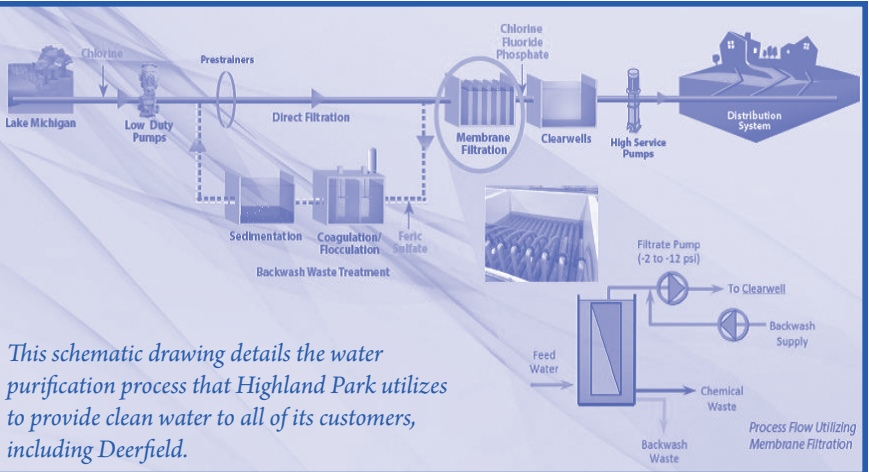 Chlorine
Fluoride
Phosphate
Chlorine
Prestrainers
Lake Michigan
Low Duty
Pumps
Direct Filtration
Membrane
Filtration
Clearwells
High Service
Pumps
Distribution
System
Sedimentation
Coagulation/
Flocculation
Feric
Sulfate
Backwash Waste Treatment
Filtrate Pump
(-2 to -12 psi)
To Clearwell
Backwash
Supply
Feed
Water
Chemical
Waste
Backwash
Waste
Process Flow Utilizing
Membrane Filtration
This schematic drawing details the water
purification process that Highland Park utilizes
to provide clean water to all of its customers,
including Deerfield.